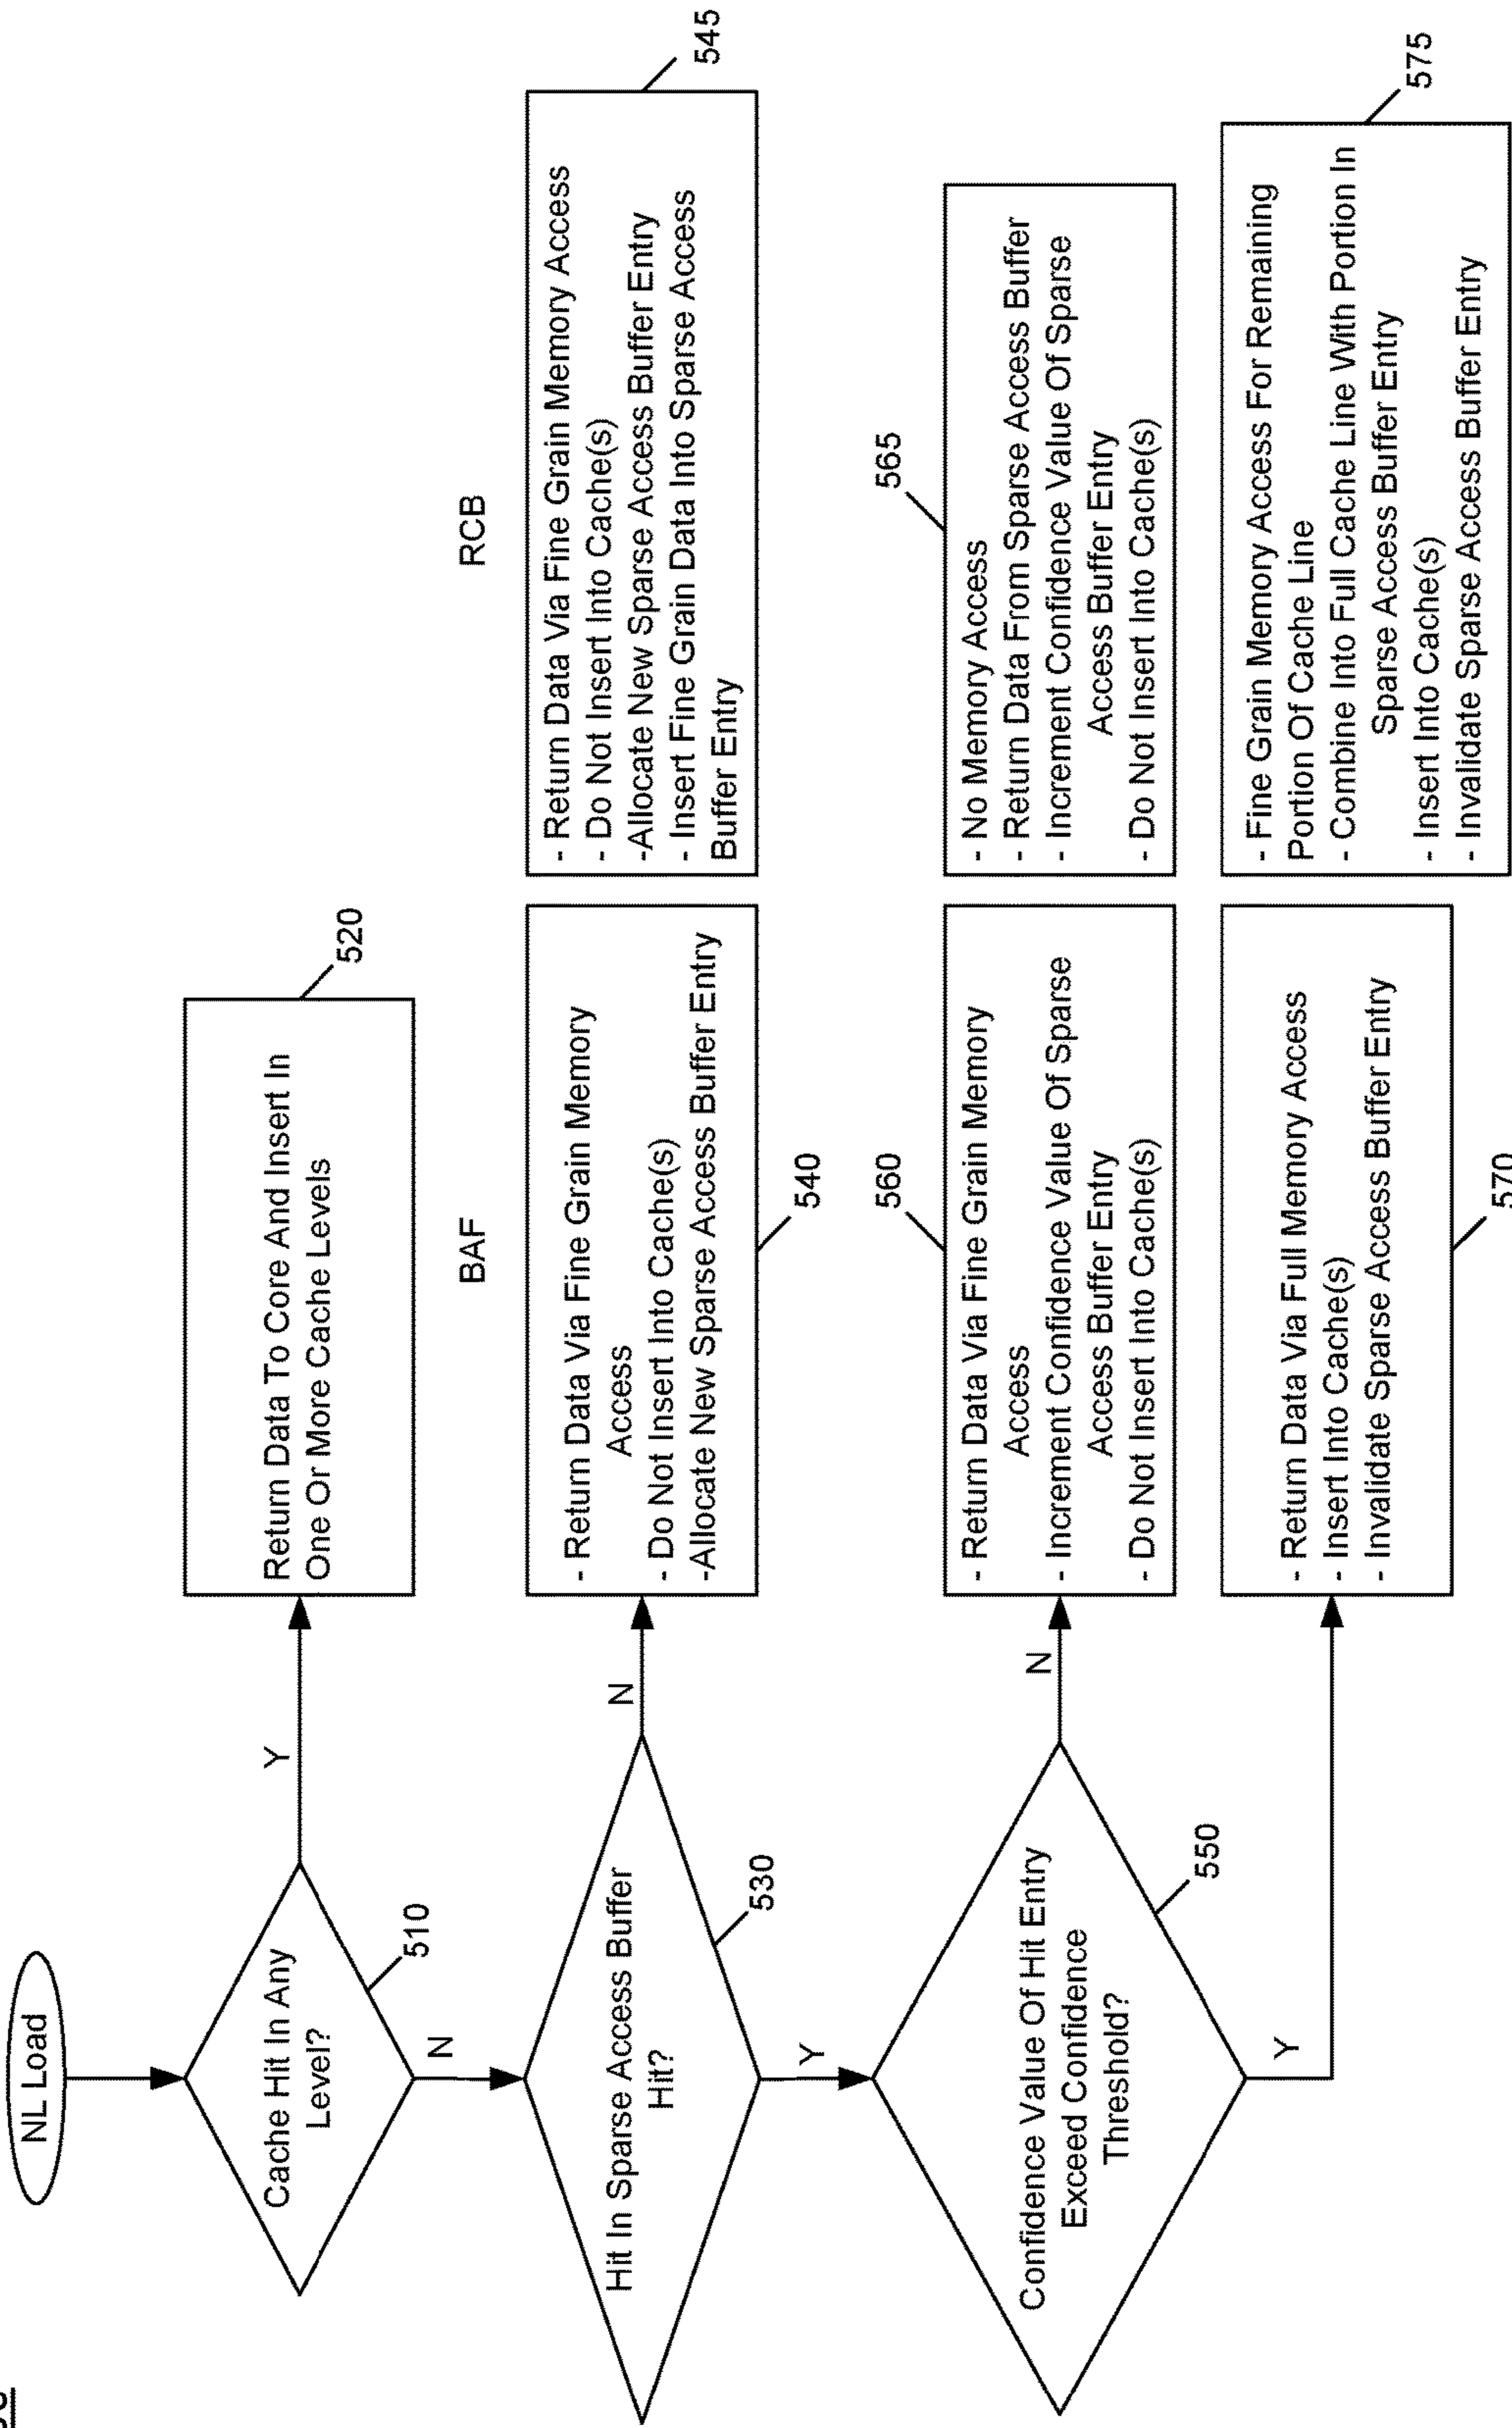 NL Load
Cache Hit In Any
Level?
510
Y
N
Return Data To Core And Insert In
One Or More Cache Levels
520
BAF
RCB
Hit In Sparse Access Buffer
Hit?
530
N
Y
- Return Data Via Fine Grain Memory
Access
- Do Not Insert Into Cache(s)
-Allocate New Sparse Access Buffer Entry
540
- Return Data Via Fine Grain Memory Access
- Do Not Insert Into Cache(s)
-Allocate New Sparse Access Buffer Entry
- Insert Fine Grain Data Into Sparse Access
Buffer Entry
545
Confidence Value Of Hit Entry
Exceed Confidence
Threshold?
550
N
Y
560
- Return Data Via Fine Grain Memory
Access
- Increment Confidence Value Of Sparse
Access Buffer Entry
- Do Not Insert Into Cache(s)
565
- No Memory Access
- Return Data From Sparse Access Buffer
- Increment Confidence Value Of Sparse
Access Buffer Entry
- Do Not Insert Into Cache(s)
- Return Data Via Full Memory Access
- Insert Into Cache(s)
- Invalidate Sparse Access Buffer Entry
570
- Fine Grain Memory Access For Remaining
Portion Of Cache Line
- Combine Into Full Cache Line With Portion In
Sparse Access Buffer Entry
- Insert Into Cache(s)
- Invalidate Sparse Access Buffer Entry
575